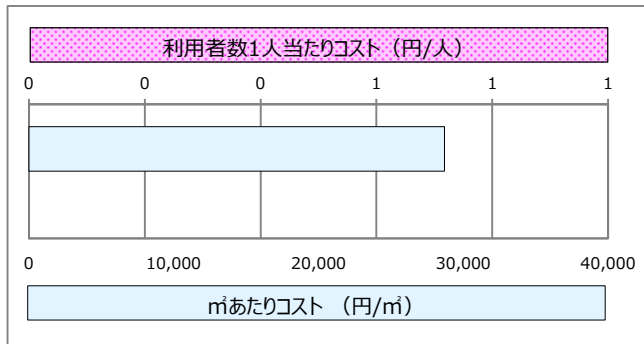 利用者数1人当たりコスト（円/人）
0 0 0 1 1 1
0 10,000 20,000 30,000 40,000
㎡あたりコスト （円/㎡）